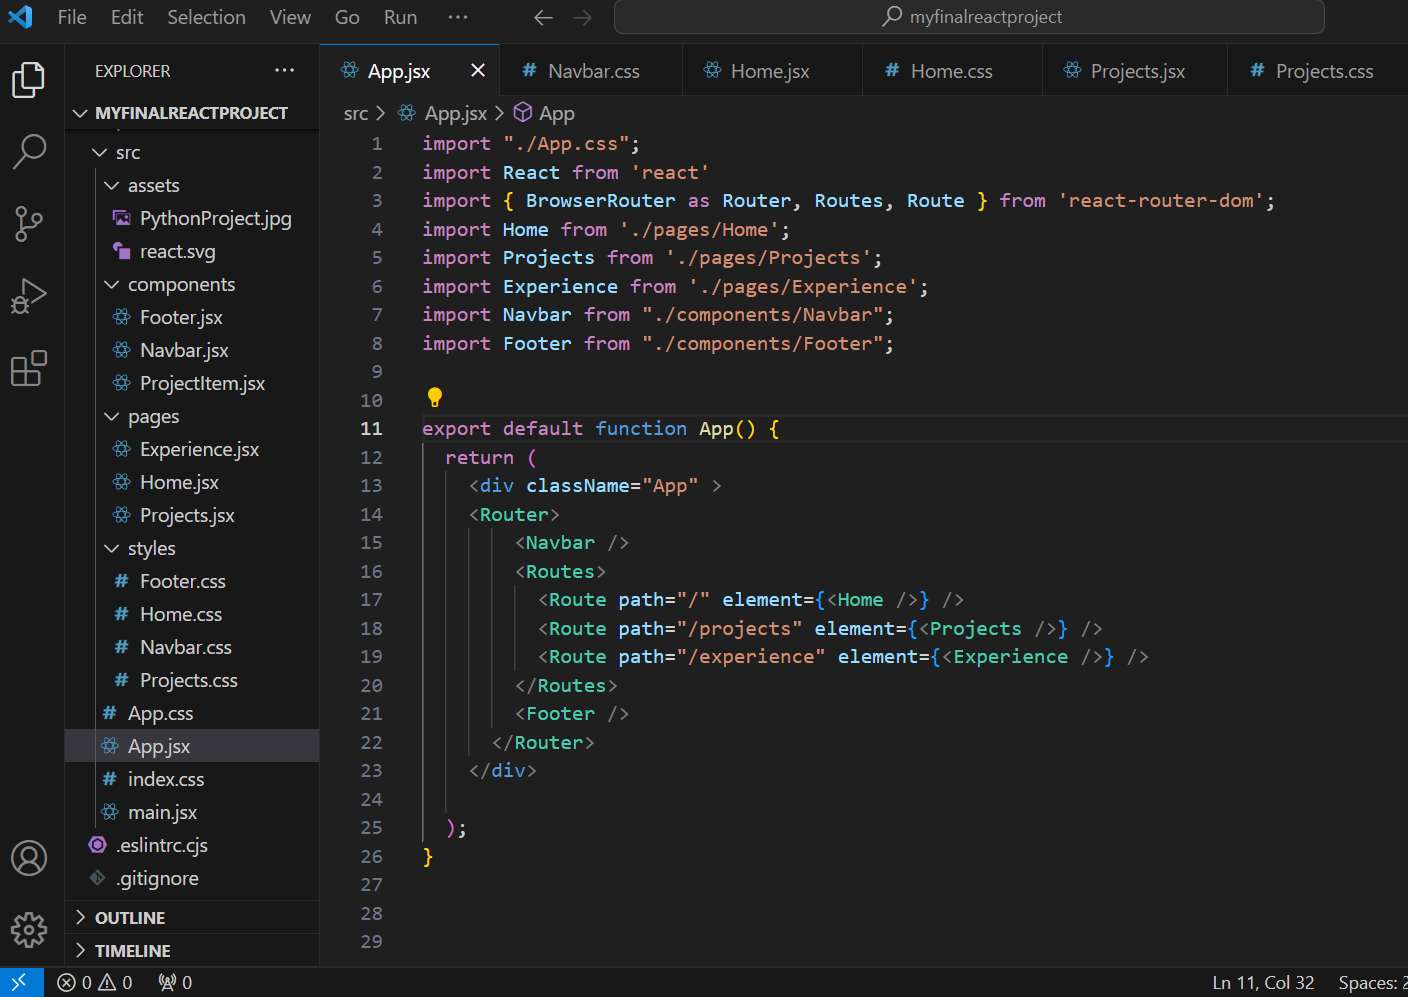 File Edit Selection View Go Run ··· myfinalreactproject
EXPLORER ···
MYFINALREACTPROJECT
src
assets
PythonProject.jpg
react.svg
components
Footer.jsx
Navbar.jsx
ProjectItem.jsx
pages
Experience.jsx
Home.jsx
Projects.jsx
styles
# Footer.css
# Home.css
# Navbar.css
# Projects.css
# App.css
App.jsx
# index.css
main.jsx
.eslintrc.cjs
.gitignore
OUTLINE
TIMELINE
App.jsx # Navbar.css Home.jsx # Home.css Projects.jsx # Projects.css
src > App.jsx > App
1 import "./App.css";
2 import React from 'react'
3 import { BrowserRouter as Router, Routes, Route } from 'react-router-dom';
4 import Home from './pages/Home';
5 import Projects from './pages/Projects';
6 import Experience from './pages/Experience';
7 import Navbar from "./components/Navbar";
8 import Footer from "./components/Footer";
9
10
11 export default function App() {
12 return (
13 <div className="App" >
14 <Router>
15 <Navbar />
16 <Routes>
17 <Route path="/" element={<Home />} />
18 <Route path="/projects" element={<Projects />} />
19 <Route path="/experience" element={<Experience />} />
20 </Routes>
21 <Footer />
22 </Router>
23 </div>
24
25 );
26 }
27
28
29
0 0 0 Ln 11, Col 32 Spaces: 2